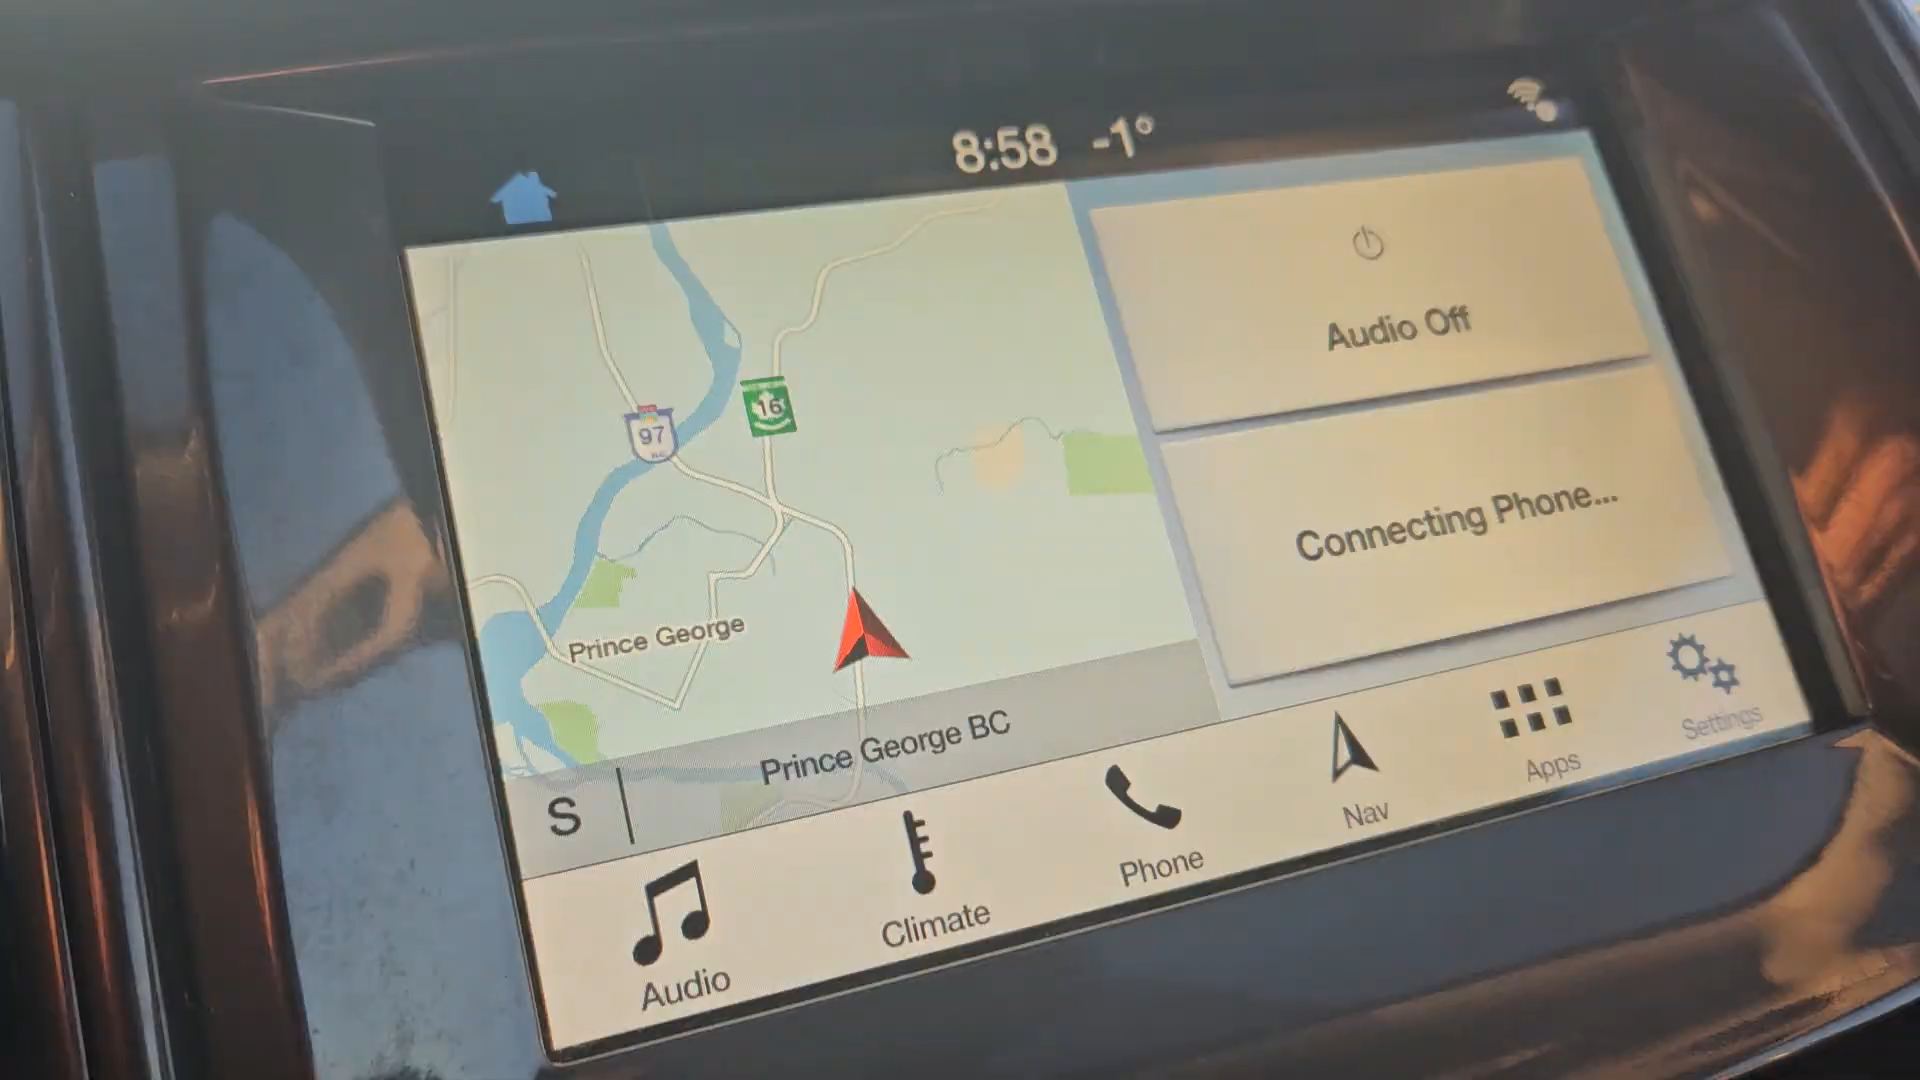 8:58 -1°
Audio Off
97
16
Connecting Phone...
Prince George
Prince George BC
S
Audio
Climate
Phone
Nav
Apps
Settings